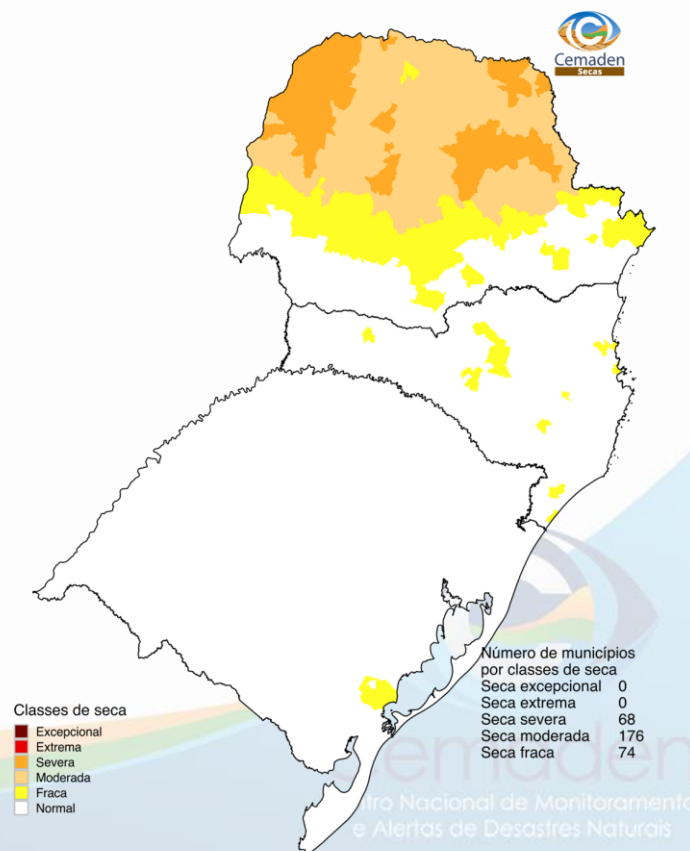 Cemaden
Secas
Número de municípios
por classes de seca
Seca excepcional 0
Seca extrema 0
Seca severa 68
Seca moderada 176
Seca fraca 74
Classes de seca
Excepcional
Extrema
Severa
Moderada
Fraca
Normal
Cemaden
tro Nacional de Monitoramento
e Alertas de Desastres Naturais